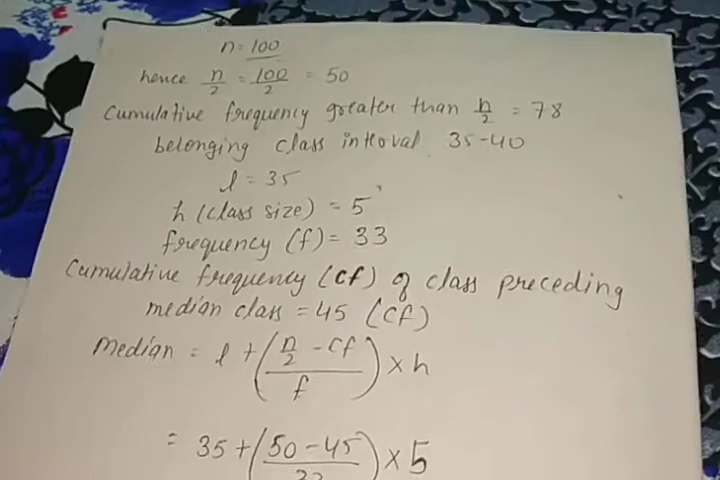 n = 100
hence n/2 = 100/2 = 50
Cumulative frequency greater than n/2 = 78
belonging class interval 35-40
l = 35
h (class size) = 5
frequency (f) = 33
Cumulative frequency (cf) of class preceding
median class = 45 (cf)
Median = l + (n/2 - cf / f) × h
= 35 + (50 - 45 / 33) × 5